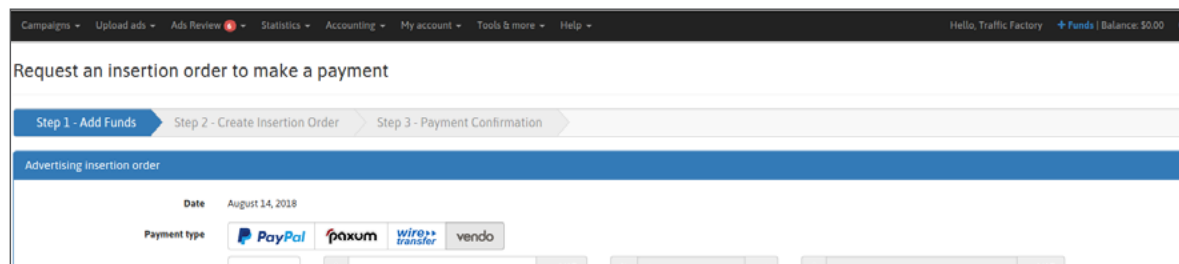 Campaigns Upload ads Ads Review 6 Statistics Accounting My account Tools & more Help Hello, Traffic Factory + Funds | Balance: $0.00
Request an insertion order to make a payment
Step 1 - Add Funds Step 2 - Create Insertion Order Step 3 - Payment Confirmation
Advertising insertion order
Date August 14, 2018
Payment type PayPal paxum wire transfer vendo